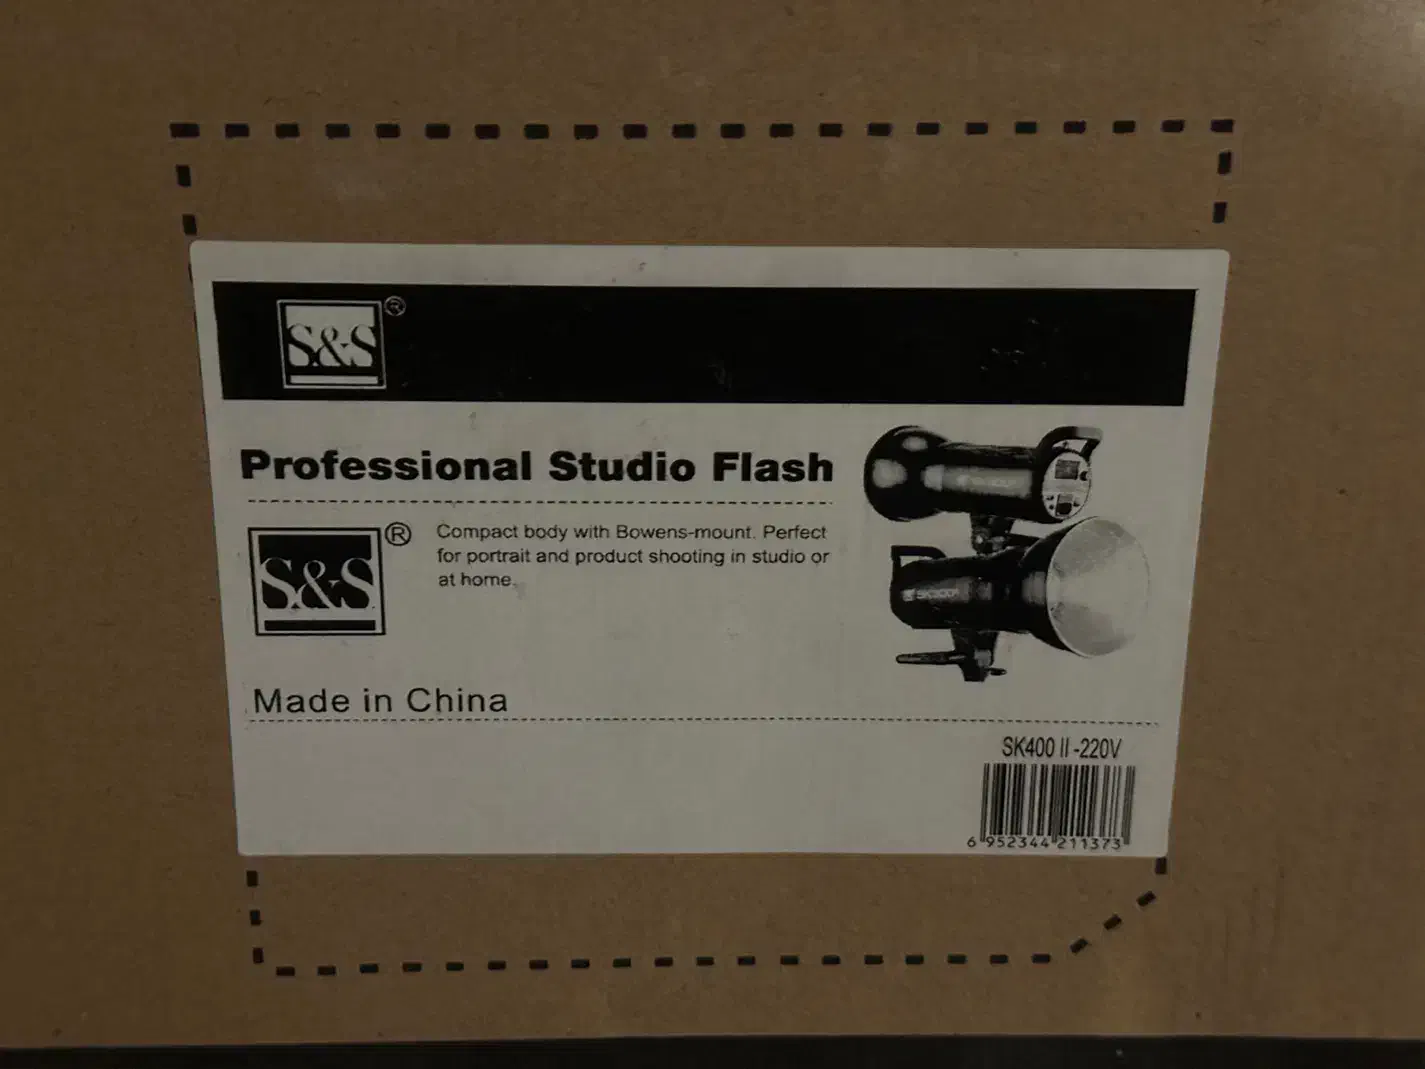 S&S®
Professional Studio Flash
S&S®
Compact body with Bowens-mount. Perfect
for portrait and product shooting in studio or
at home.
Made in China
SK400 II -220V
6 952344 211373